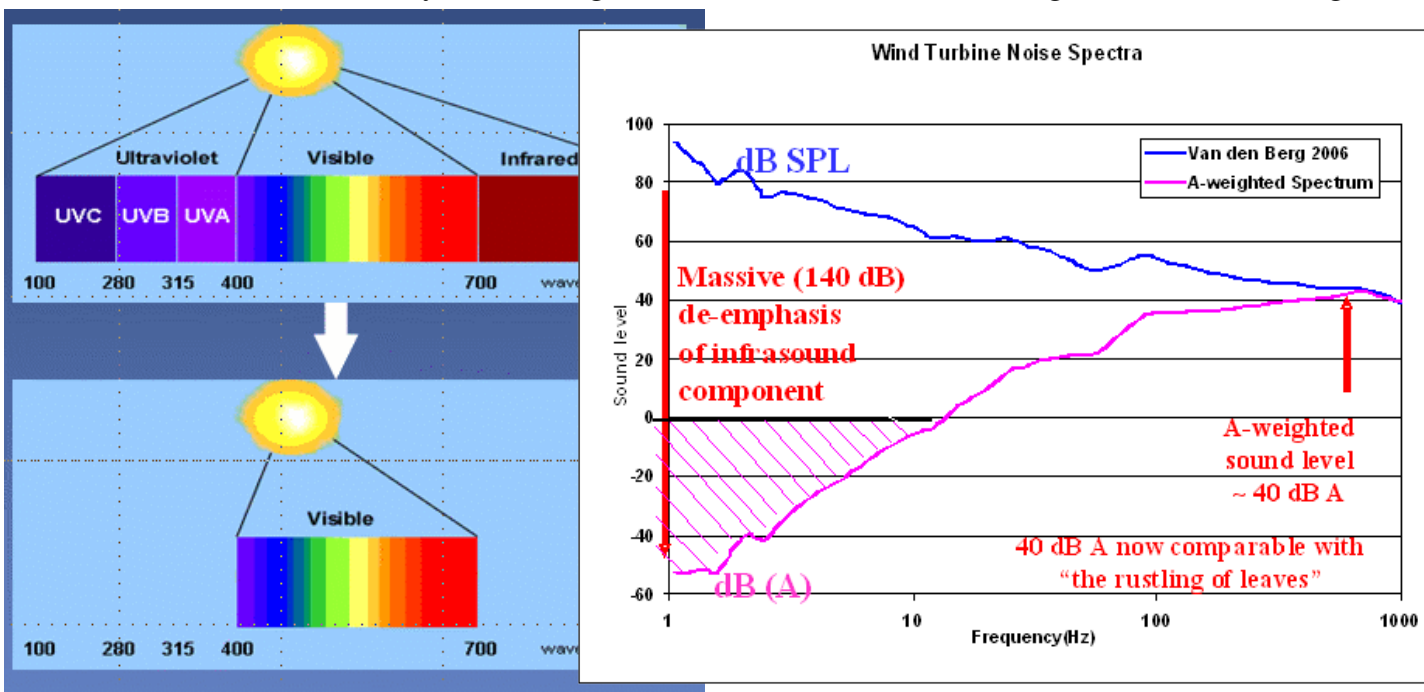 Ultraviolet Visible Infrared
UVC UVB UVA
100 280 315 400 700 wave
Visible
100 280 315 400 700 wave
Wind Turbine Noise Spectra
Van den Berg 2006
A-weighted Spectrum
100
80
60
40
20
0
-20
-40
-60
Sound level
dB SPL
Massive (140 dB)
de-emphasis
of infrasound
component
A-weighted
sound level
~ 40 dB A
40 dB A now comparable with
“the rustling of leaves”
dB (A)
1 10 100 1000
Frequency(Hz)